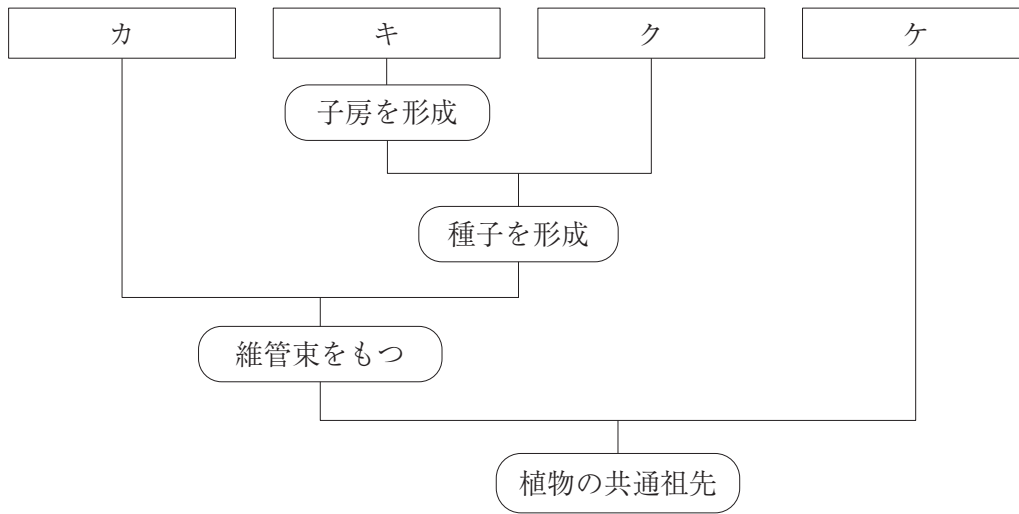 カ
キ
ク
ケ
子房を形成
種子を形成
維管束をもつ
植物の共通祖先